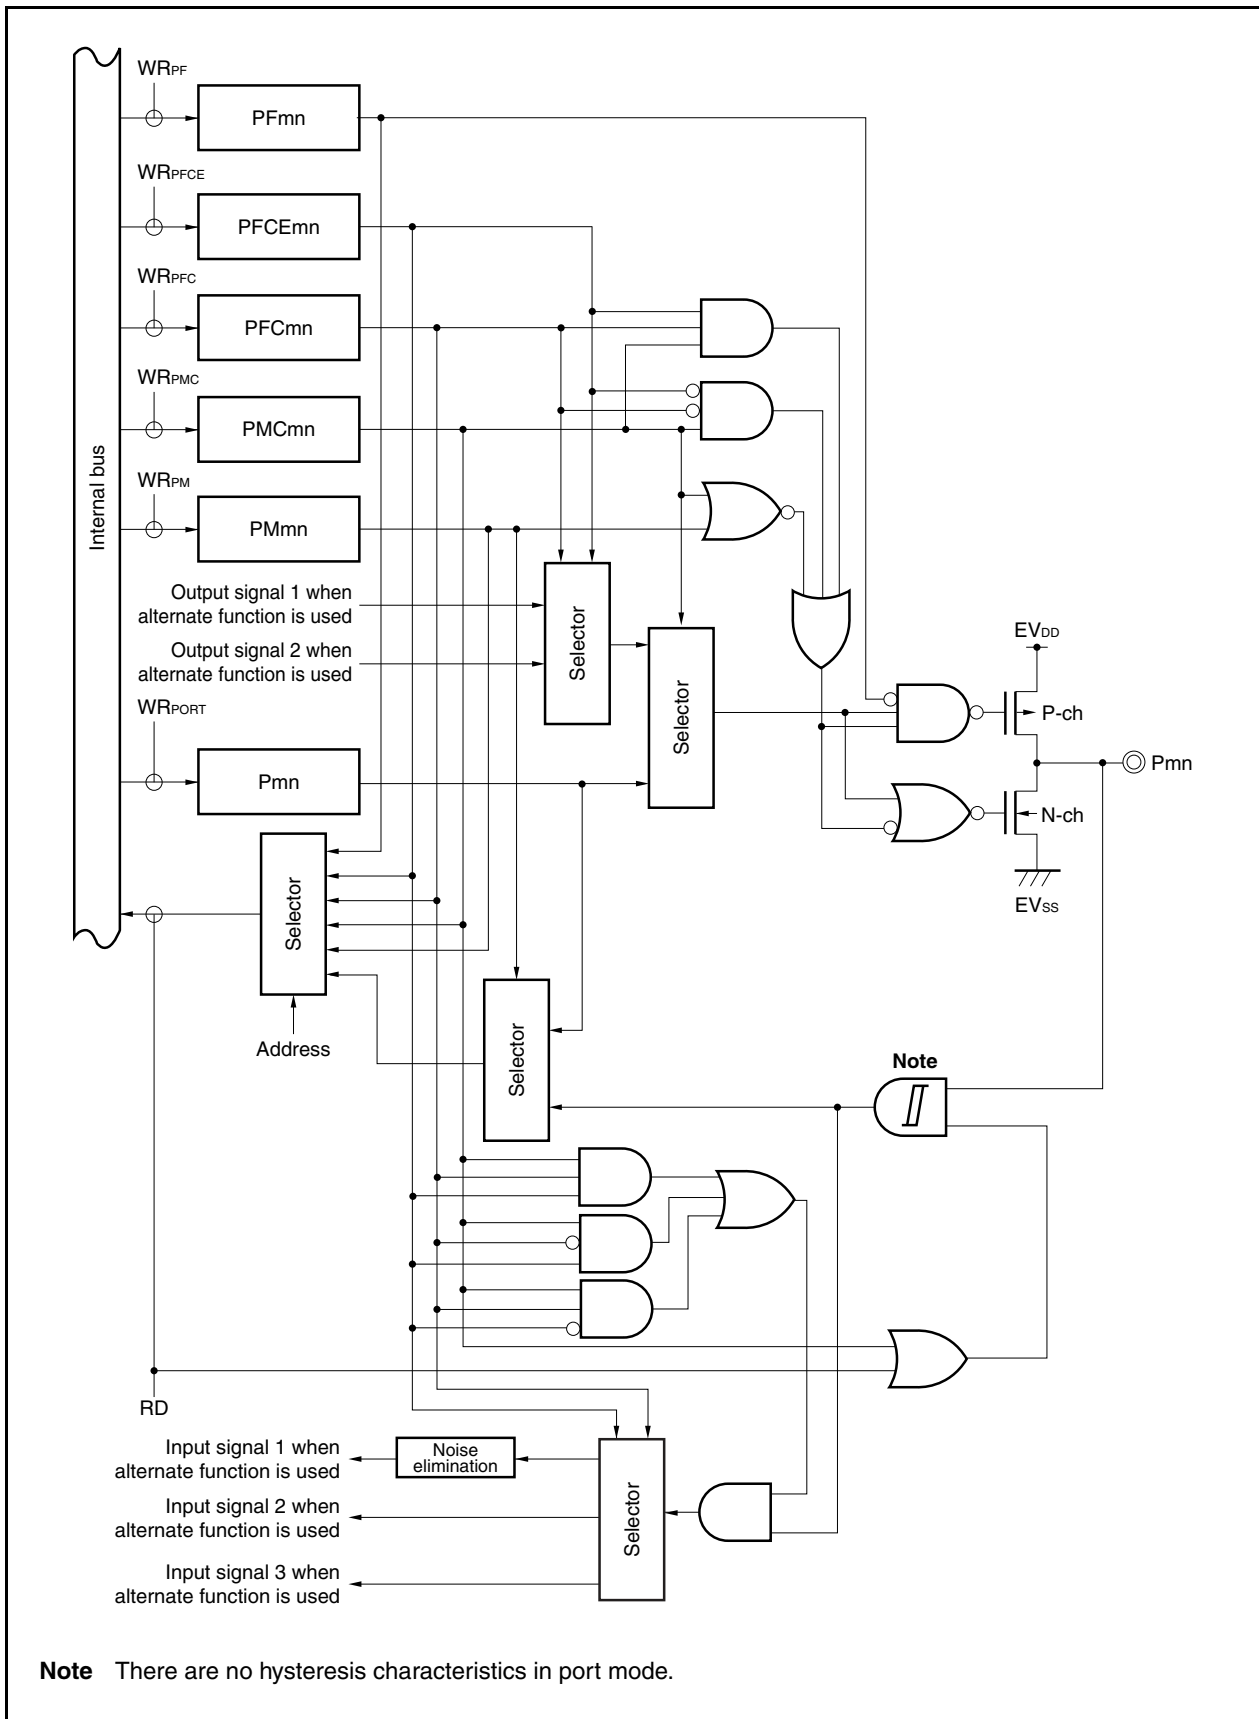 WRPF
PFmn
WRPFCE
PFCEmn
WRPFC
PFCmn
WRPMC
PMCmn
WRPM
PMmn
Internal bus
Output signal 1 when
alternate function is used
Output signal 2 when
alternate function is used
Selector
Selector
WRPORT
Pmn
EVDD
P-ch
Pmn
N-ch
EVSS
Selector
Address
Selector
Note
RD
Input signal 1 when
alternate function is used
Noise
elimination
Input signal 2 when
alternate function is used
Input signal 3 when
alternate function is used
Selector
Note There are no hysteresis characteristics in port mode.